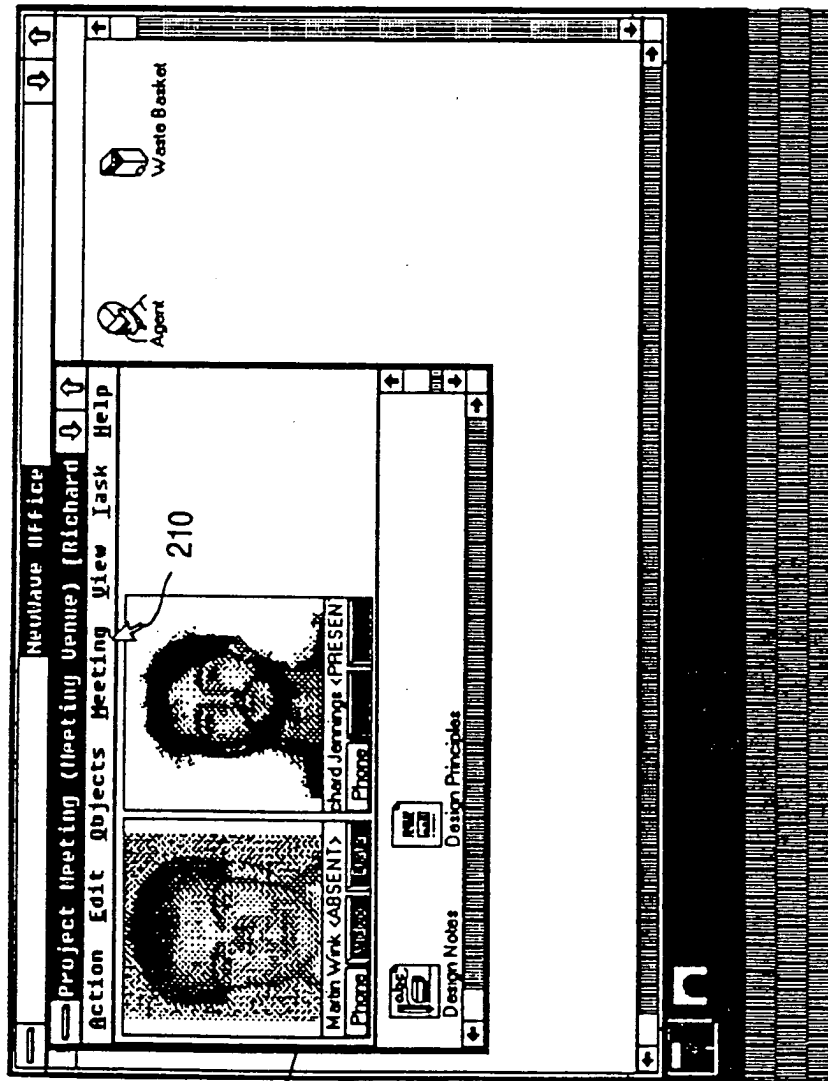 NewWave Office
Project Meeting (Meeting Venue) [Richard
Action Edit Objects Meeting View Task Help
210
Martin Wink <ABSENT>
chard Jennings <PRESEN
Phone Video Data
Phone
Design Notes
Design Principles
Agent
Waste Basket